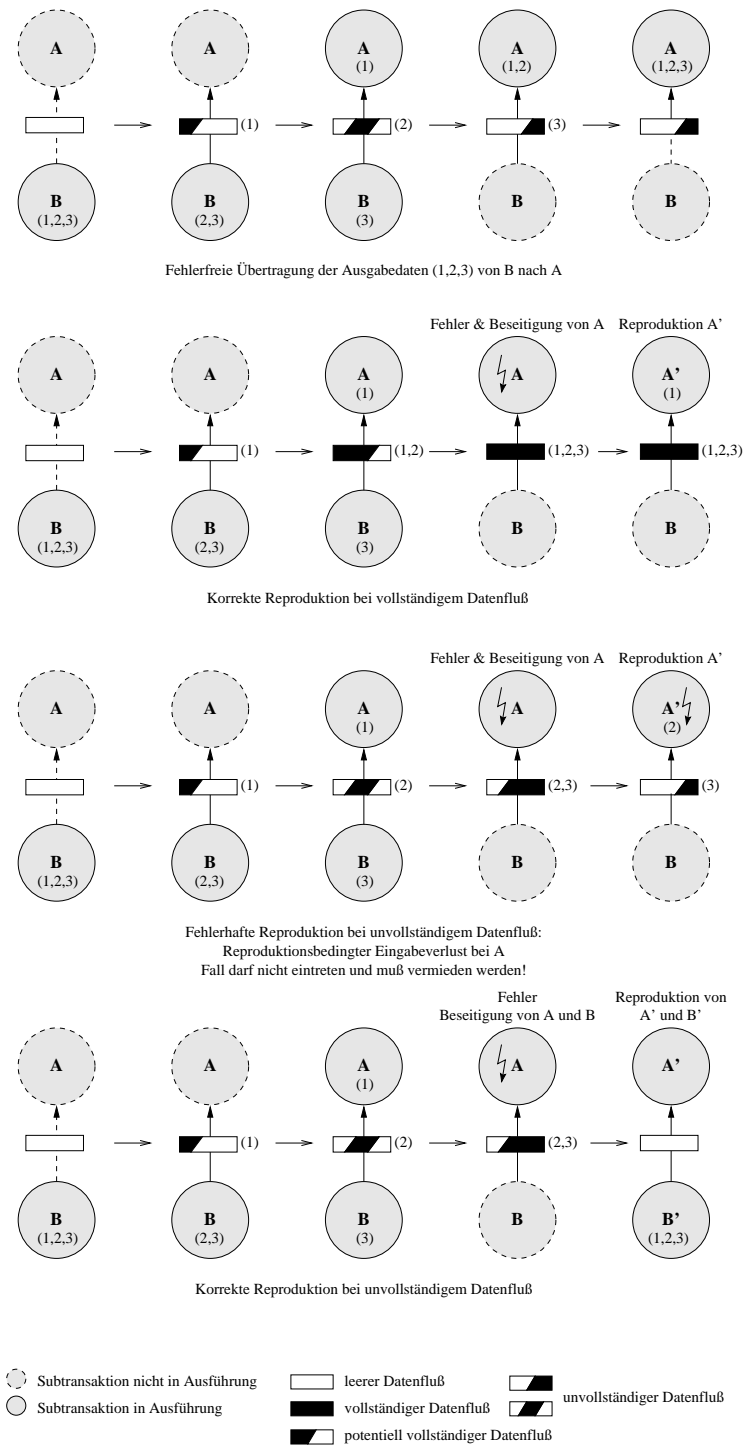 A A A A A
(1) (1,2) (1,2,3)
(1) (2) (3)
B B B B B
(1,2,3) (2,3) (3)
Fehlerfreie Übertragung der Ausgabedaten (1,2,3) von B nach A
Fehler & Beseitigung von A Reproduktion A’
A A A A A’
(1) (1)
(1) (1,2) (1,2,3) (1,2,3)
B B B B B
(1,2,3) (2,3) (3)
Korrekte Reproduktion bei vollständigem Datenfluß
Fehler & Beseitigung von A Reproduktion A’
A A A A A’
(1) (2)
(1) (2) (2,3) (3)
B B B B B
(1,2,3) (2,3) (3)
Fehlerhafte Reproduktion bei unvollständigem Datenfluß:
Reproduktionsbedingter Eingabeverlust bei A
Fall darf nicht eintreten und muß vermieden werden!
Fehler Reproduktion von
Beseitigung von A und B A’ und B’
A A A A A’
(1)
(1) (2) (2,3)
B B B B B’
(1,2,3) (2,3) (3) (1,2,3)
Korrekte Reproduktion bei unvollständigem Datenfluß
Subtransaktion nicht in Ausführung leerer Datenfluß
unvollständiger Datenfluß
Subtransaktion in Ausführung vollständiger Datenfluß
potentiell vollständiger Datenfluß